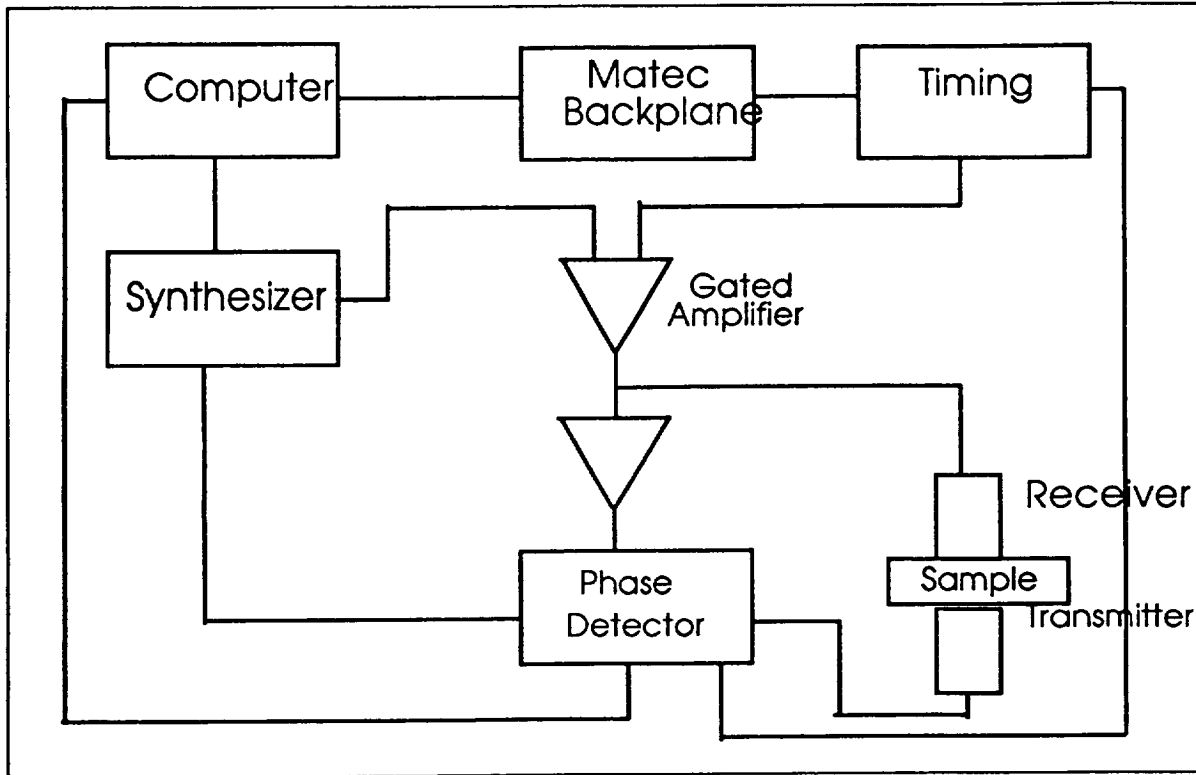 Computer
Matec
Backplane
Timing
Synthesizer
Gated
Amplifier
Receiver
Sample
Transmitter
Phase
Detector